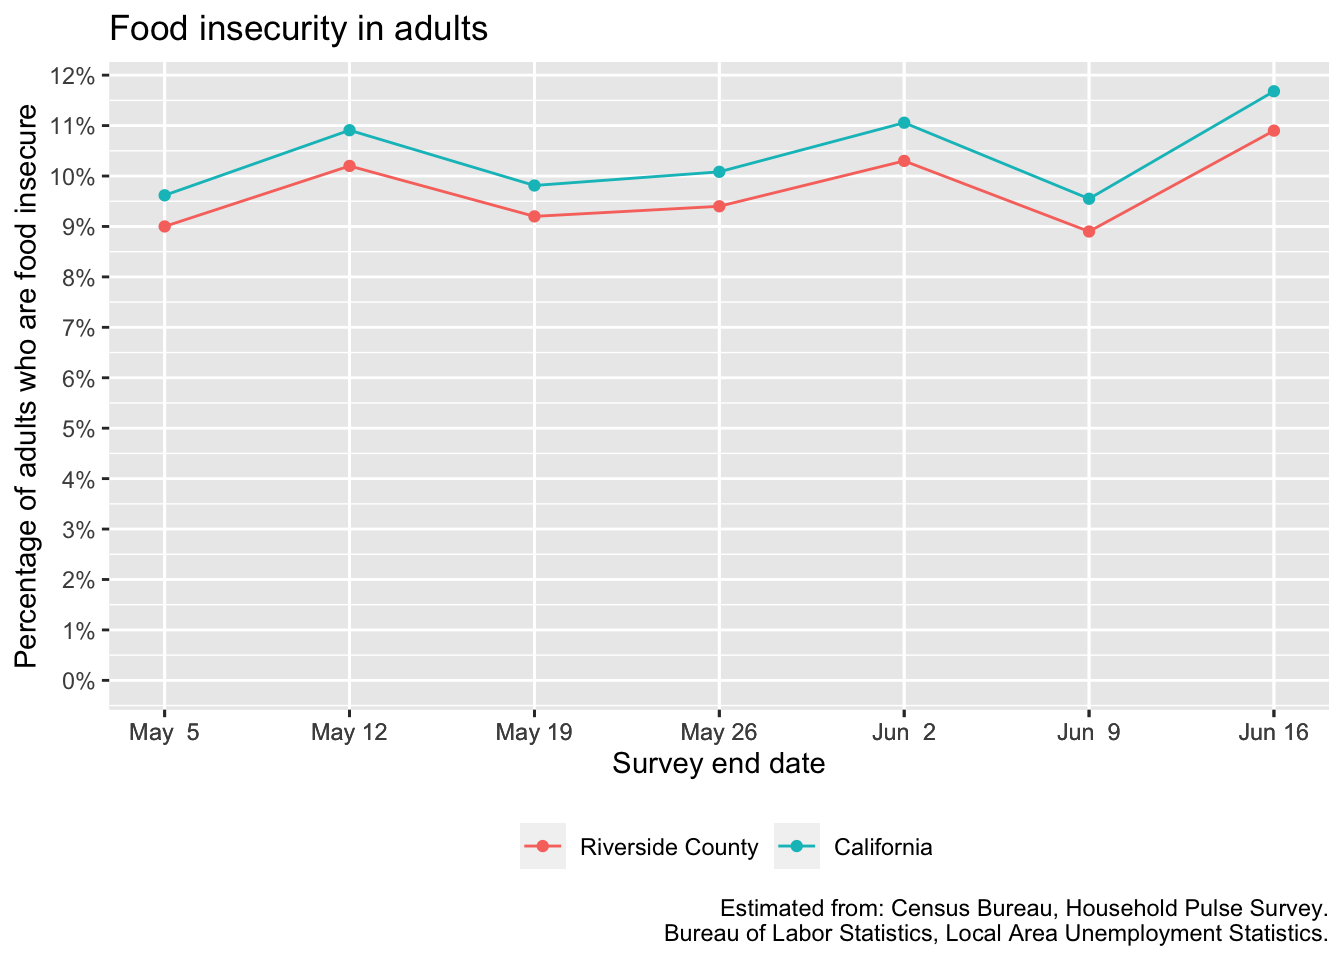 Food insecurity in adults
Percentage of adults who are food insecure
12%
11%
10%
9%
8%
7%
6%
5%
4%
3%
2%
1%
0%
May  5 May 12 May 19 May 26 Jun  2 Jun  9 Jun 16
Survey end date
Riverside County California
Estimated from: Census Bureau, Household Pulse Survey.
Bureau of Labor Statistics, Local Area Unemployment Statistics.